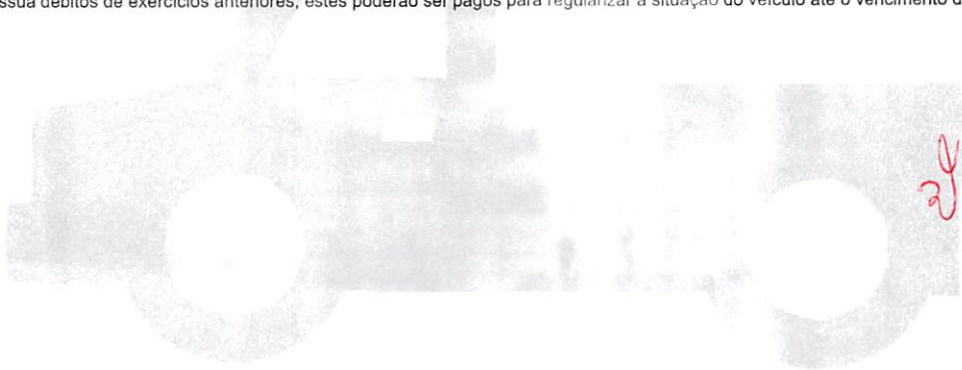 ssua débitos de exercícios anteriores, estes poderão ser pagos para regularizar a situação do veículo até o vencimento d